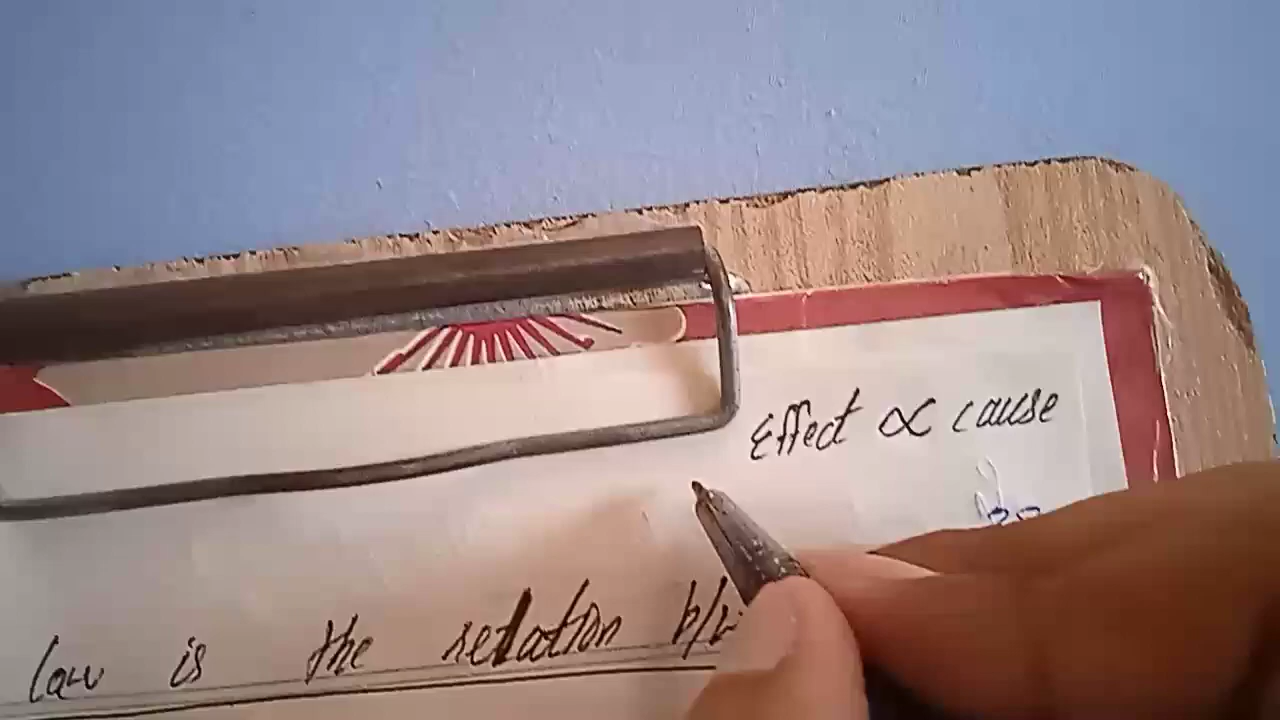 Effect ∝ cause
law is the relation b/w